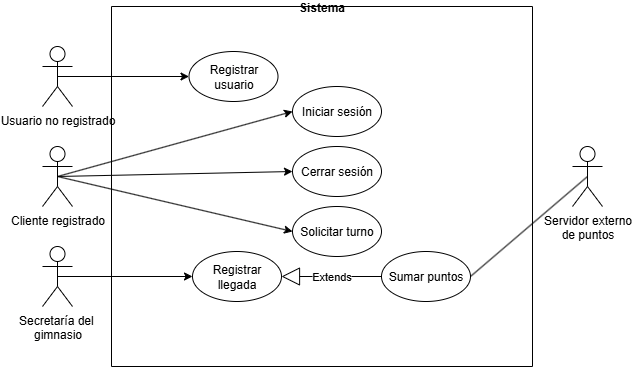 Sistema
Registrar
usuario
Usuario no registrado
Iniciar sesión
Cerrar sesión
Cliente registrado
Solicitar turno
Servidor externo
de puntos
Registrar
llegada
Extends
Sumar puntos
Secretaría del
gimnasio